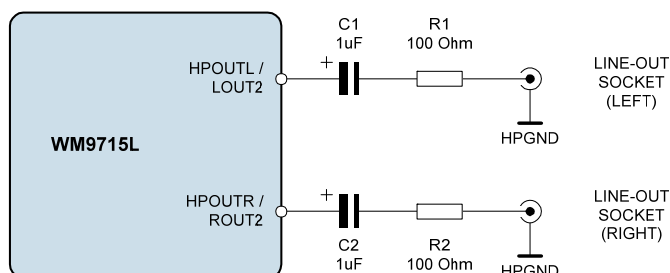 C1
1uF
R1
100 Ohm
HPOUTL /
LOUT2
+
LINE-OUT
SOCKET
(LEFT)
HPGND
WM9715L
HPOUTR /
ROUT2
+
LINE-OUT
SOCKET
(RIGHT)
C2
1uF
R2
100 Ohm
HPGND